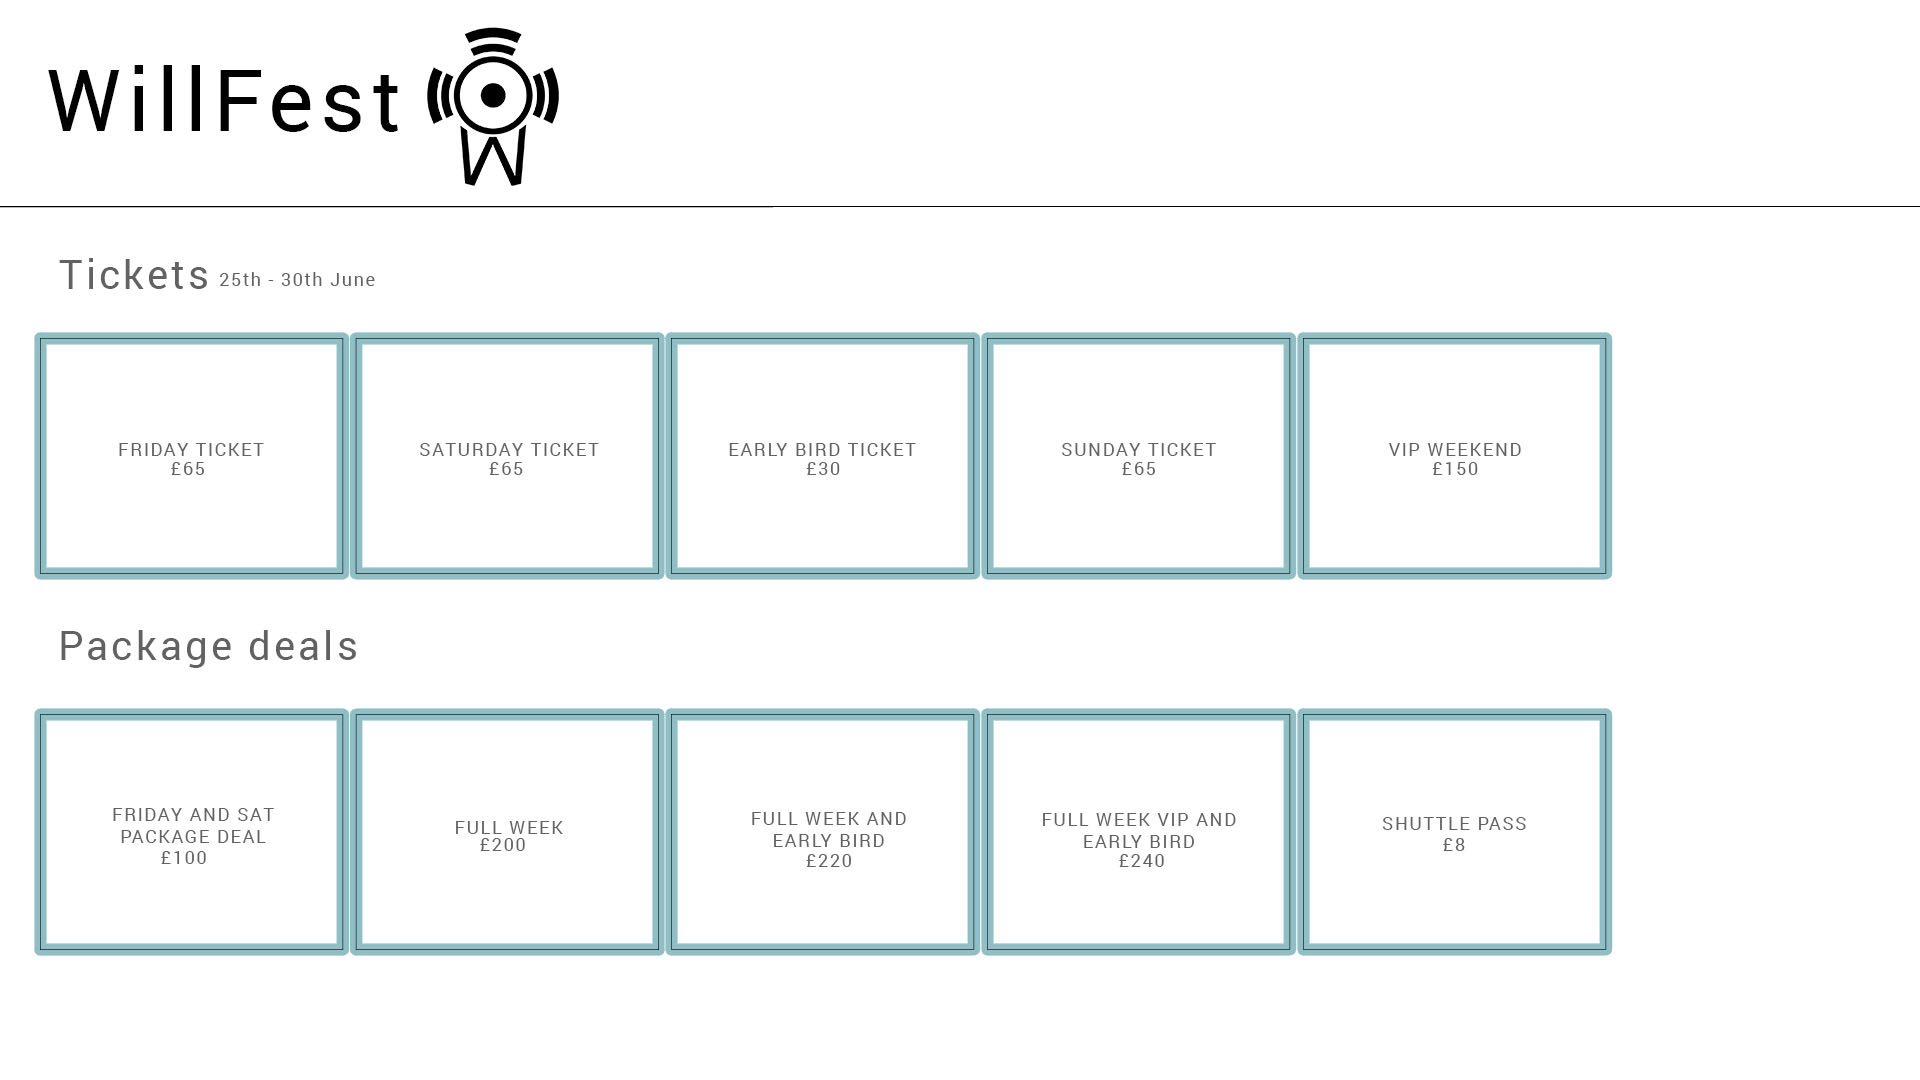 WillFest
Tickets 25th - 30th June
FRIDAY TICKET
£65
SATURDAY TICKET
£65
EARLY BIRD TICKET
£30
SUNDAY TICKET
£65
VIP WEEKEND
£150
Package deals
FRIDAY AND SAT
PACKAGE DEAL
£100
FULL WEEK
£200
FULL WEEK AND
EARLY BIRD
£220
FULL WEEK VIP AND
EARLY BIRD
£240
SHUTTLE PASS
£8